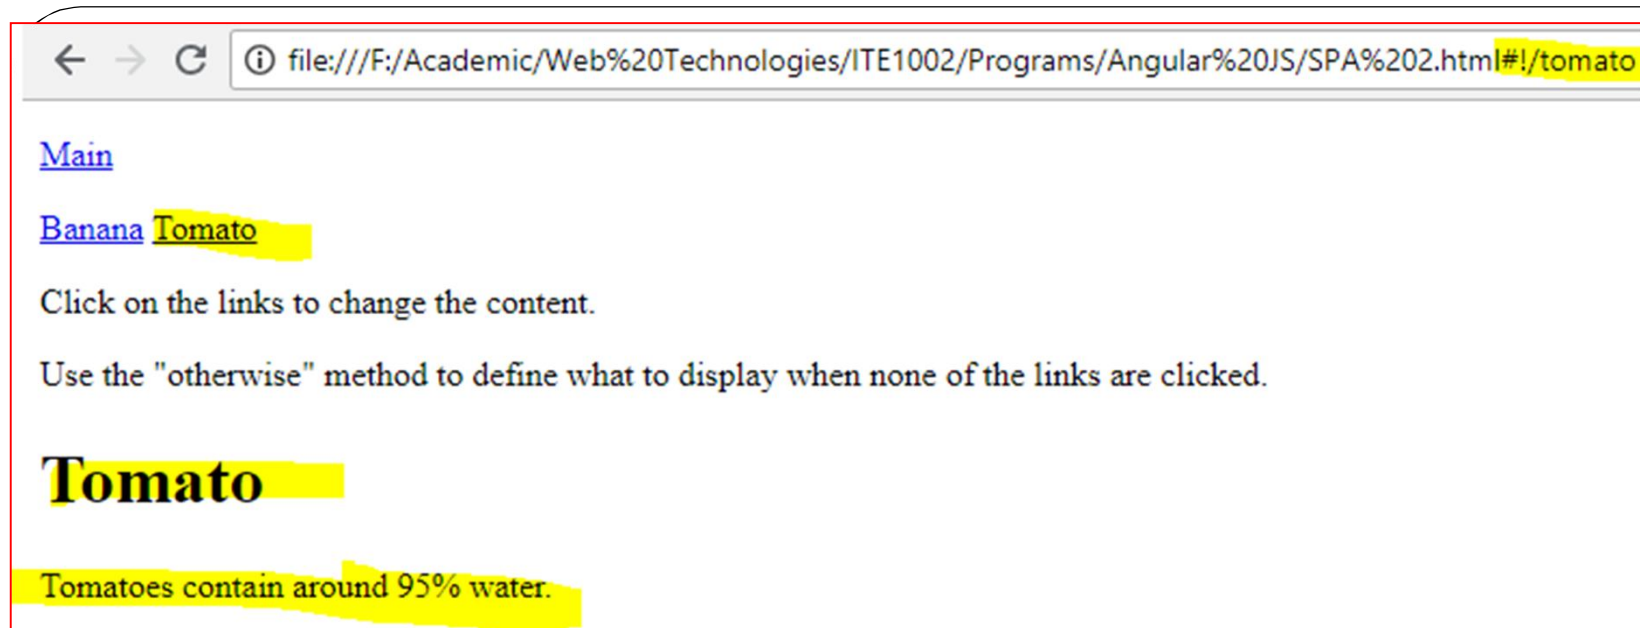 file:///F:/Academic/Web%20Technologies/ITE1002/Programs/Angular%20JS/SPA%202.html#!/tomato
Main
Banana Tomato
Click on the links to change the content.
Use the "otherwise" method to define what to display when none of the links are clicked.
Tomato
Tomatoes contain around 95% water.